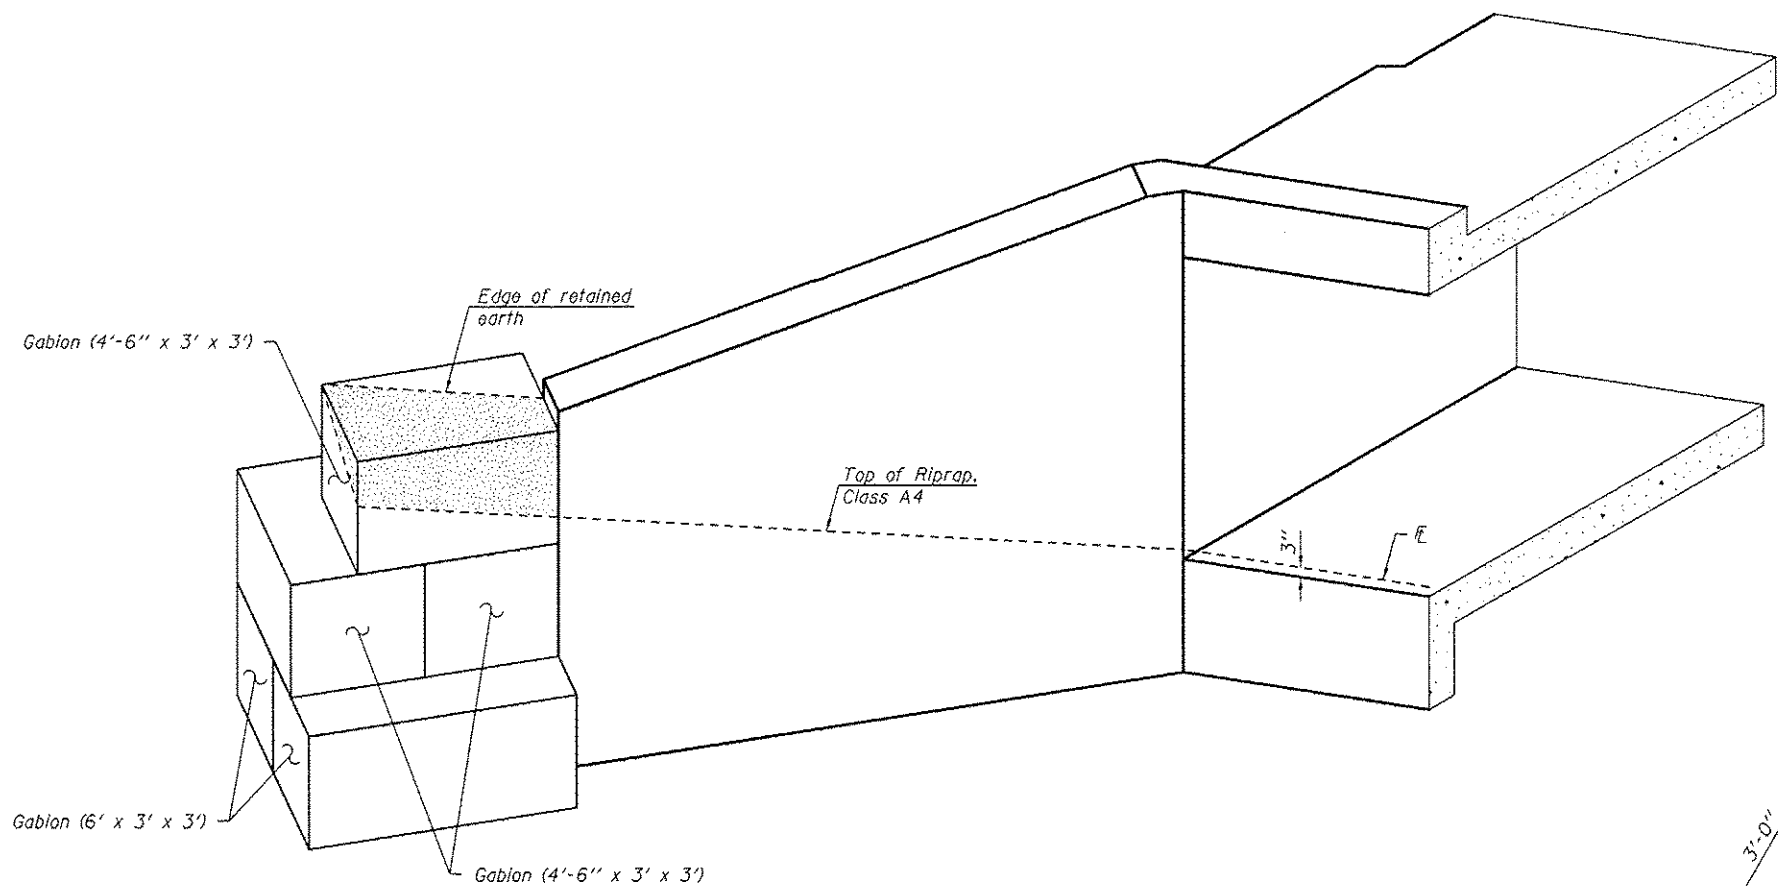 Edge of retained
earth
Gabion (4'-6" x 3' x 3')
Top of Riprap,
Class A4
3"
℄
Gabion (6' x 3' x 3')
Gabion (4'-6" x 3' x 3')
3'-0"